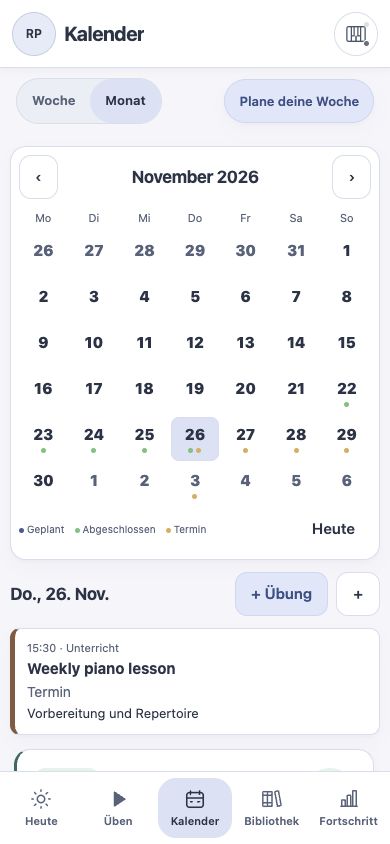 RP Kalender
Woche Monat Plane deine Woche
‹ November 2026 ›
Mo Di Mi Do Fr Sa So
26 27 28 29 30 31 1
2 3 4 5 6 7 8
9 10 11 12 13 14 15
16 17 18 19 20 21 22
23 24 25 26 27 28 29
30 1 2 3 4 5 6
Geplant Abgeschlossen Termin Heute
Do., 26. Nov. + Übung +
15:30 · Unterricht
Weekly piano lesson
Termin
Vorbereitung und Repertoire
Heute Üben Kalender Bibliothek Fortschritt